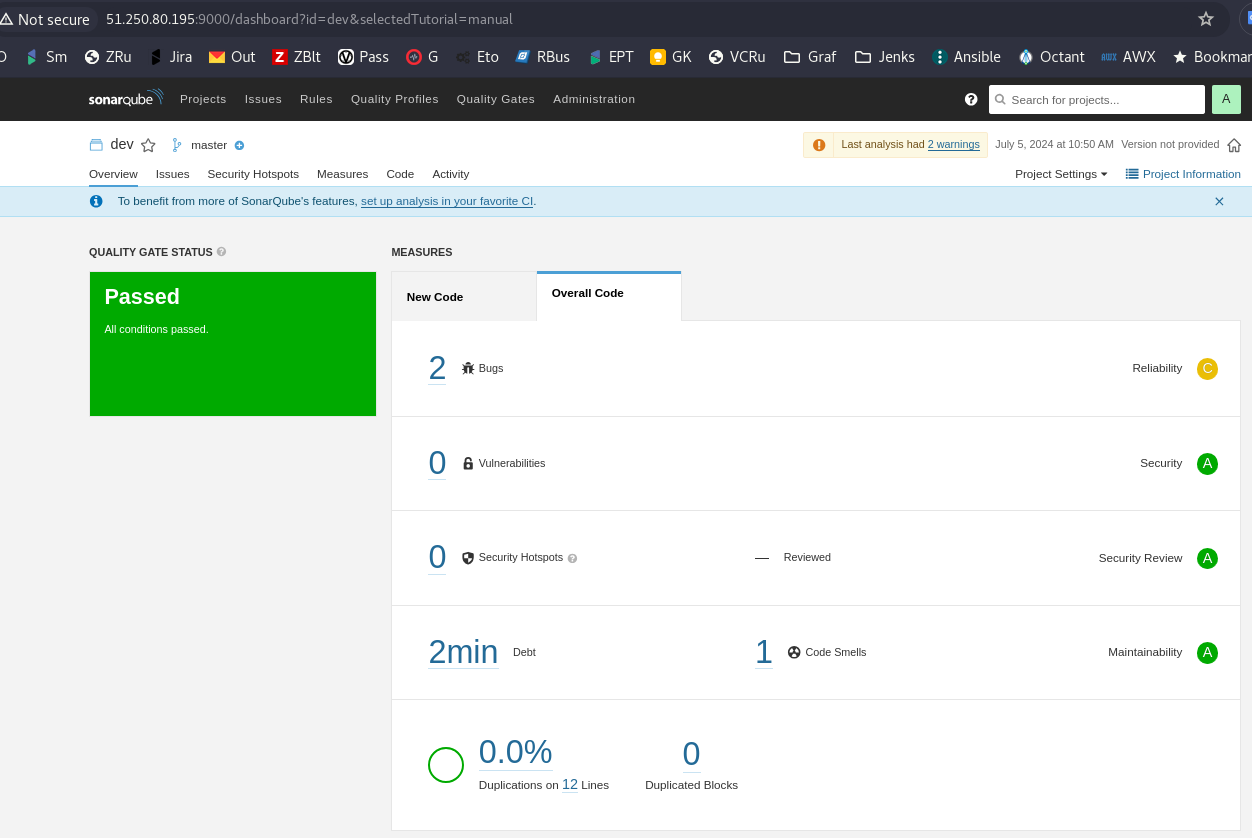 Not secure 51.250.80.195:9000/dashboard?id=dev&selectedTutorial=manual
Sm ZRu Jira Out ZBlt Pass G Eto RBus EPT GK VCRu Graf Jenks Ansible Octant AWX Bookmar
sonarqube Projects Issues Rules Quality Profiles Quality Gates Administration Search for projects... A
dev master Last analysis had 2 warnings July 5, 2024 at 10:50 AM Version not provided
Overview Issues Security Hotspots Measures Code Activity Project Settings Project Information
To benefit from more of SonarQube's features, set up analysis in your favorite CI.
QUALITY GATE STATUS
Passed
All conditions passed.
MEASURES
New Code Overall Code
2 Bugs Reliability C
0 Vulnerabilities Security A
0 Security Hotspots — Reviewed Security Review A
2min Debt 1 Code Smells Maintainability A
0.0% 0
Duplications on 12 Lines Duplicated Blocks